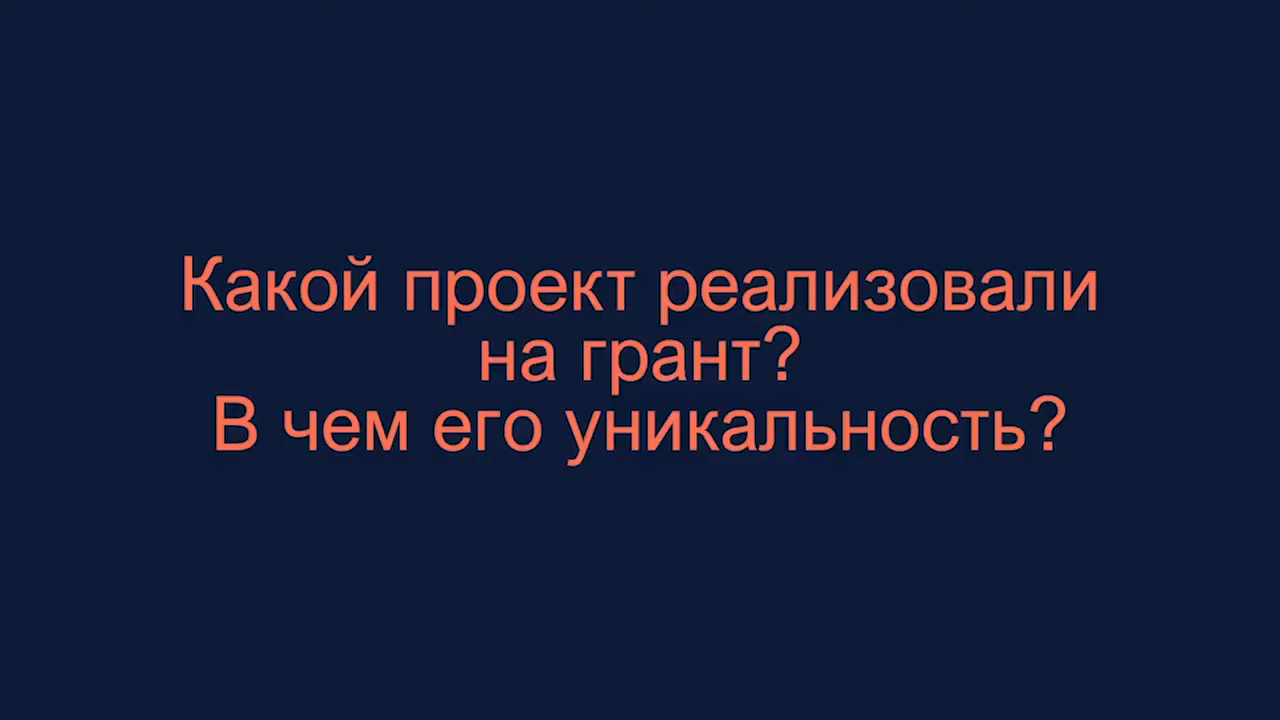 Какой проект реализовали
на грант?
В чем его уникальность?